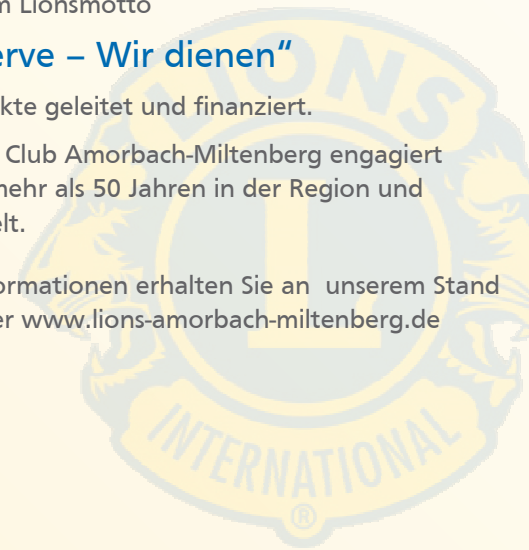 m Lionsmotto
erve – Wir dienen“
kte geleitet und finanziert.
Club Amorbach-Miltenberg engagiert
mehr als 50 Jahren in der Region und
elt.
ormationen erhalten Sie an unserem Stand
er www.lions-amorbach-miltenberg.de
LIONS
L
INTERNATIONAL
®